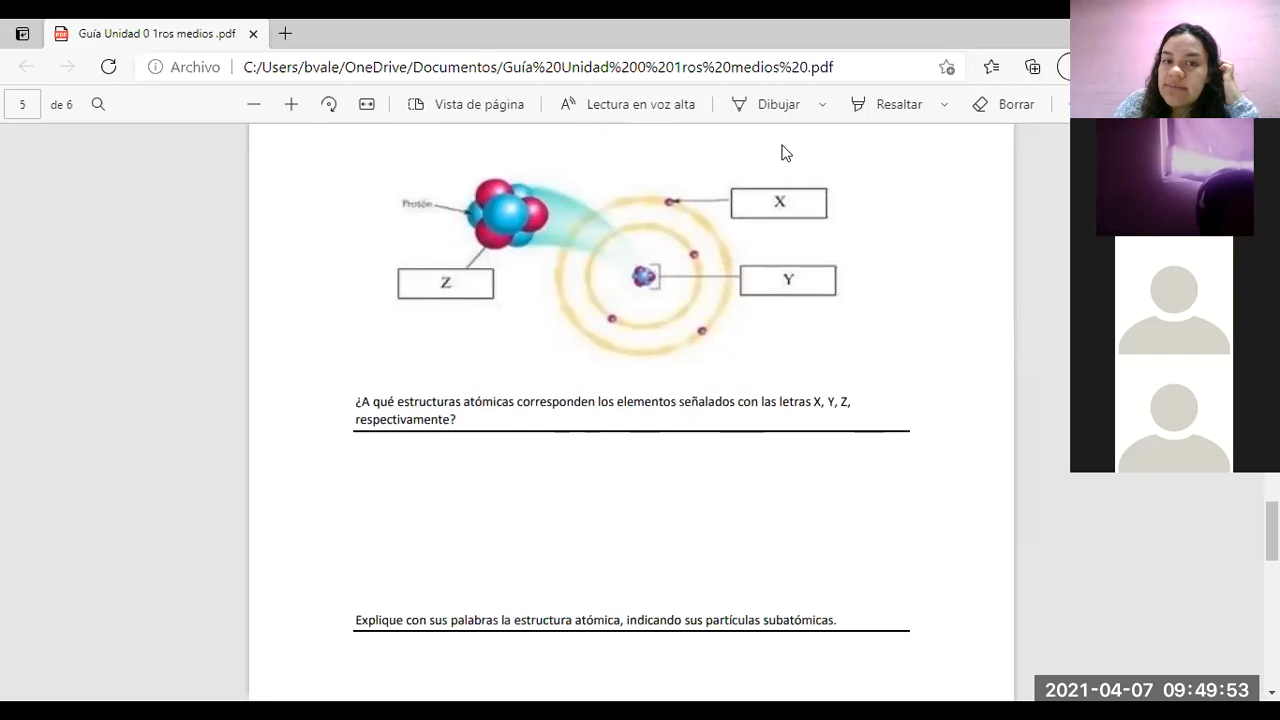 Guía Unidad 0 1ros medios .pdf
Archivo C:/Users/bvale/OneDrive/Documentos/Guía%20Unidad%200%201ros%20medios%20.pdf
5 de 6 Vista de página Lectura en voz alta Dibujar Resaltar Borrar
Protón
X
Z
Y
¿A qué estructuras atómicas corresponden los elementos señalados con las letras X, Y, Z,
respectivamente?
Explique con sus palabras la estructura atómica, indicando sus partículas subatómicas.
2021-04-07 09:49:53